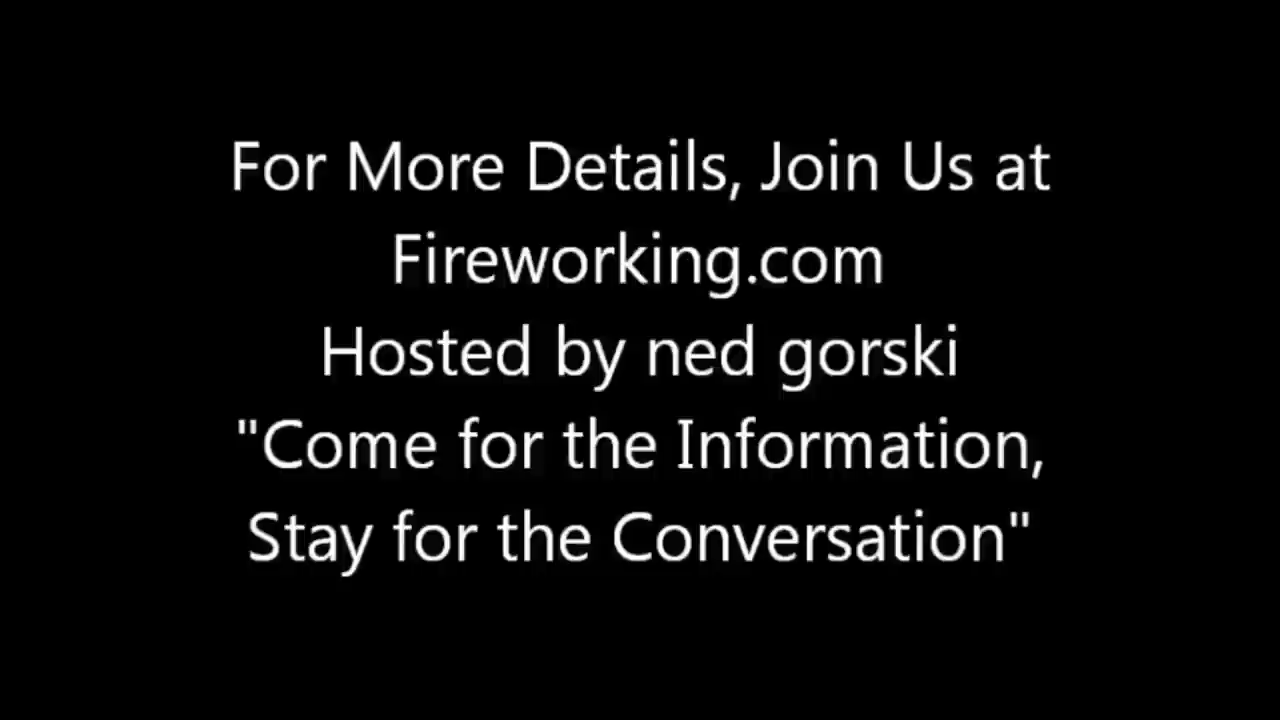 For More Details, Join Us at
Fireworking.com
Hosted by ned gorski
"Come for the Information,
Stay for the Conversation"